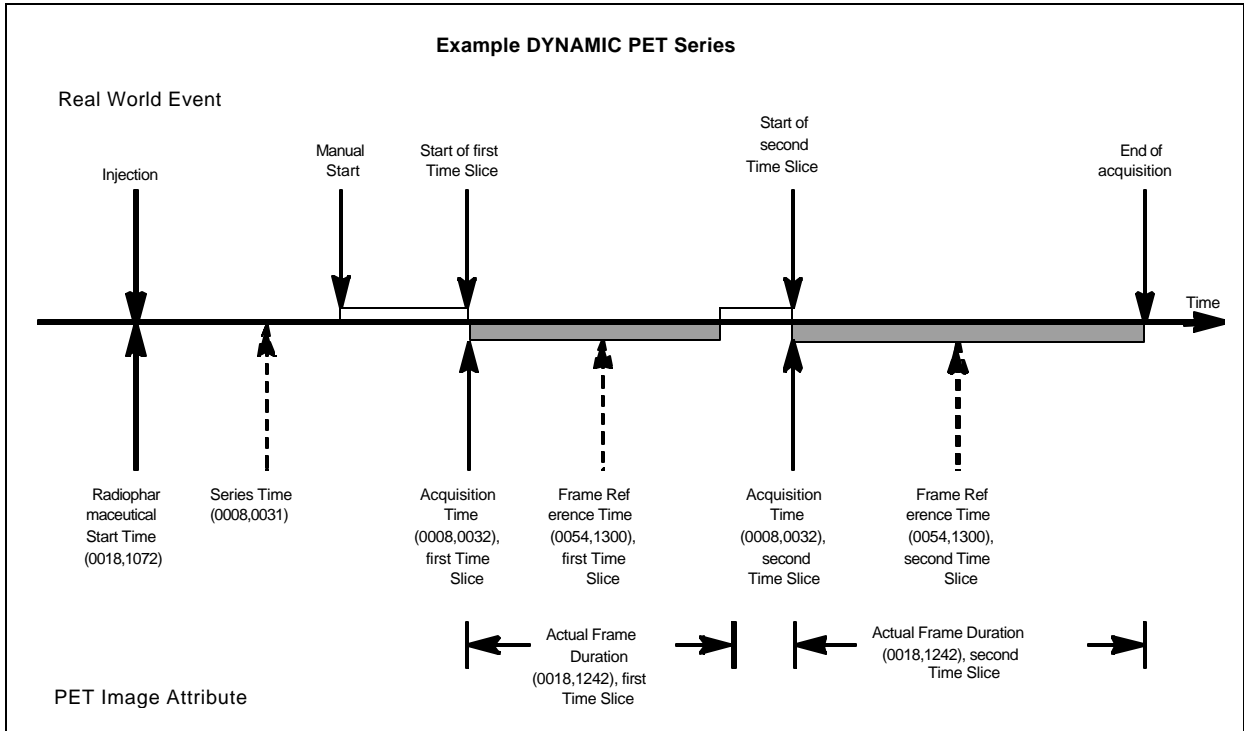 Example DYNAMIC PET Series
Real World Event
Injection
Manual
Start
Start of first
Time Slice
Start of
second
Time Slice
End of
acquisition
Time
Radiophar
maceutical
Start Time
(0018,1072)
Series Time
(0008,0031)
Acquisition
Time
(0008,0032),
first Time
Slice
Frame Ref
erence Time
(0054,1300),
first Time
Slice
Acquisition
Time
(0008,0032),
second
Time Slice
Frame Ref
erence Time
(0054,1300),
second Time
Slice
Actual Frame
Duration
(0018,1242), first
Time Slice
Actual Frame Duration
(0018,1242), second
Time Slice
PET Image Attribute